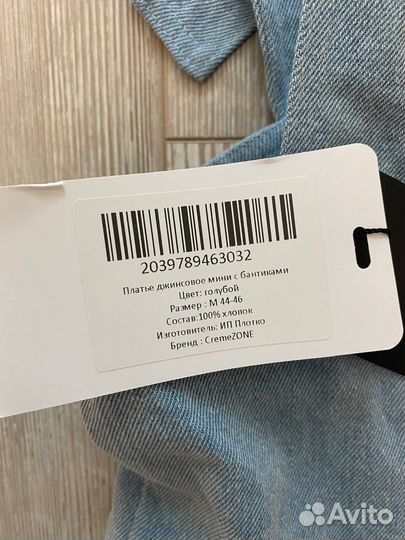 2039789463032
Платье джинсовое мини с бантиками
Цвет: голубой
Размер : М 44-46
Состав:100% хлопок
Изготовитель: ИП Плотко
Бренд : CremeZONE
Avito